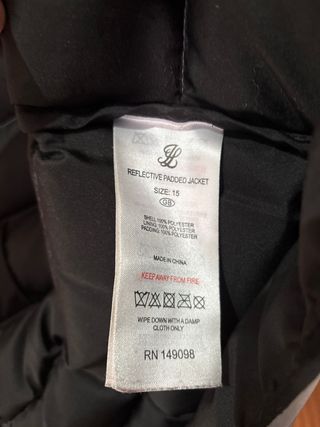 REFLECTIVE PADDED JACKET
SIZE: 15
GB
SHELL 100% POLYESTER
LINING: 100% POLYESTER
PADDING: 100% POLYESTER
MADE IN CHINA
KEEP AWAY FROM FIRE
WIPE DOWN WITH A DAMP
CLOTH ONLY
RN 149098